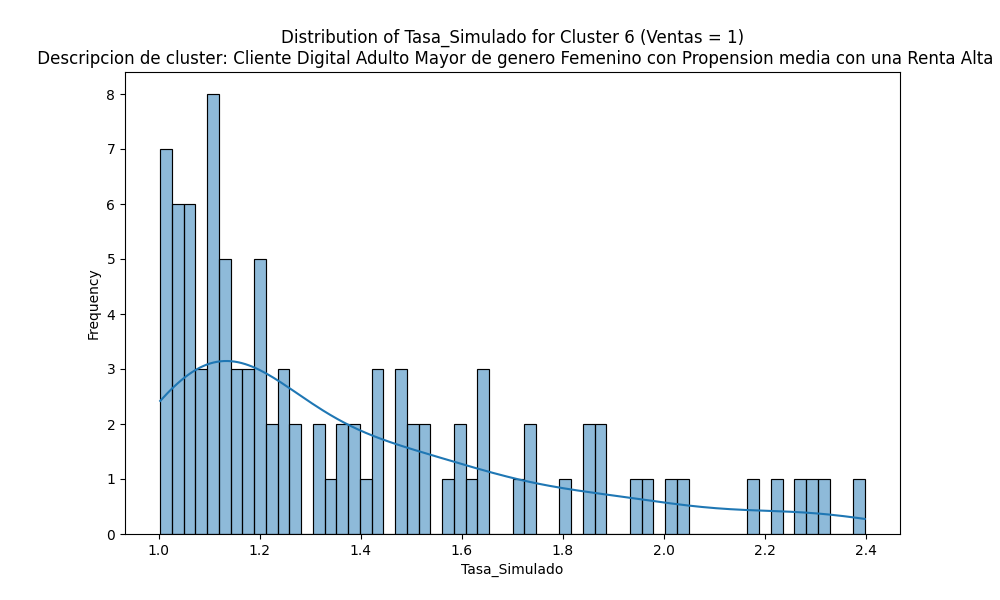 Distribution of Tasa_Simulado for Cluster 6 (Ventas = 1)
Descripcion de cluster: Cliente Digital Adulto Mayor de genero Femenino con Propension media con una Renta Alta
8
7
6
5
4
3
2
1
0
Frequency
1.0 1.2 1.4 1.6 1.8 2.0 2.2 2.4
Tasa_Simulado